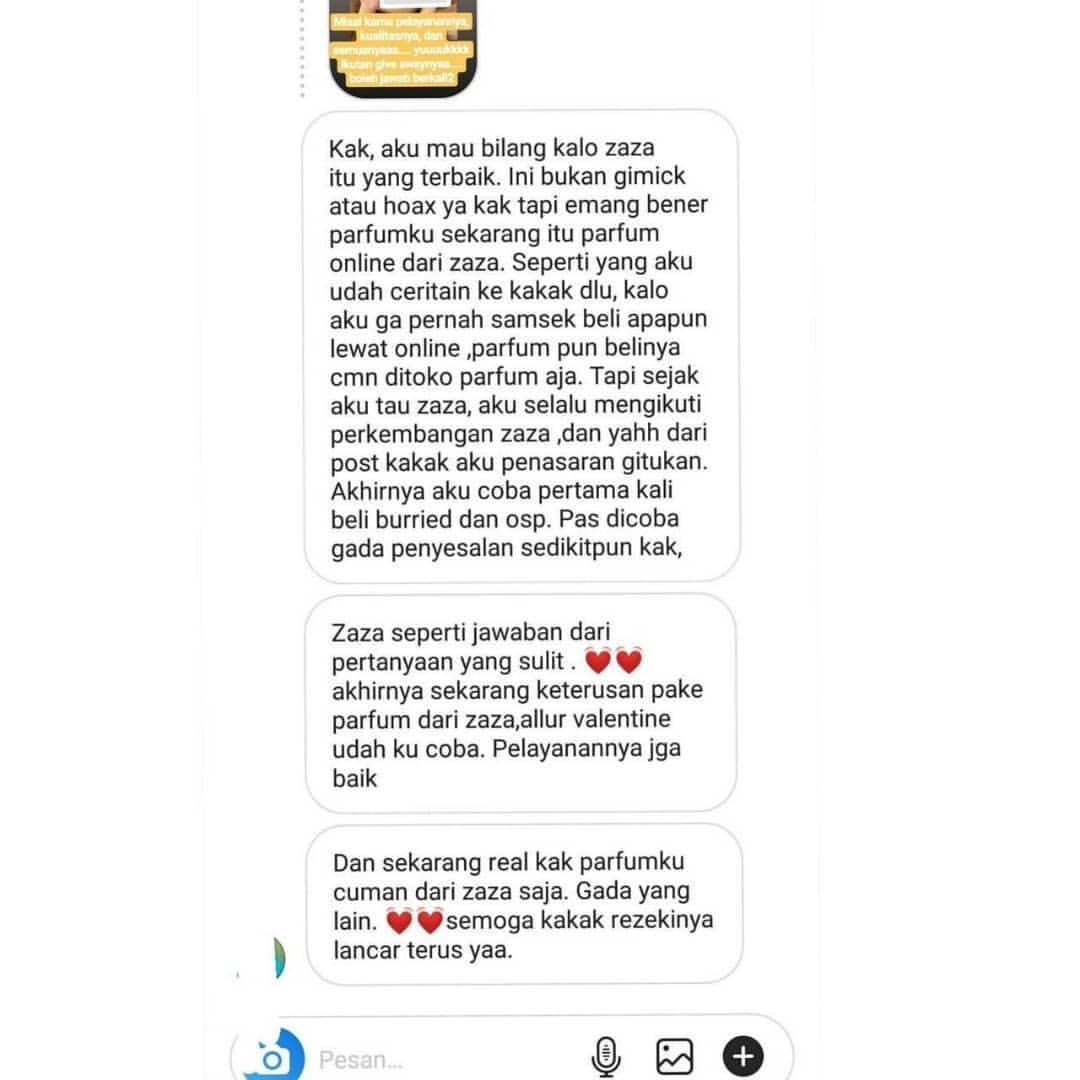 Misal karna pelayanannya,
kualitasnya, dan
semuanyaaa.... yuuuukkkk
ikutan give awaynyaa....
boleh jawab berkali2
Kak, aku mau bilang kalo zaza
itu yang terbaik. Ini bukan gimick
atau hoax ya kak tapi emang bener
parfumku sekarang itu parfum
online dari zaza. Seperti yang aku
udah ceritain ke kakak dlu, kalo
aku ga pernah samsek beli apapun
lewat online ,parfum pun belinya
cmn ditoko parfum aja. Tapi sejak
aku tau zaza, aku selalu mengikuti
perkembangan zaza ,dan yahh dari
post kakak aku penasaran gitukan.
Akhirnya aku coba pertama kali
beli burried dan osp. Pas dicoba
gada penyesalan sedikitpun kak,
Zaza seperti jawaban dari
pertanyaan yang sulit . 💓💓
akhirnya sekarang keterusan pake
parfum dari zaza,allur valentine
udah ku coba. Pelayanannya jga
baik
Dan sekarang real kak parfumku
cuman dari zaza saja. Gada yang
lain. 💓💓semoga kakak rezekinya
lancar terus yaa.
Pesan...